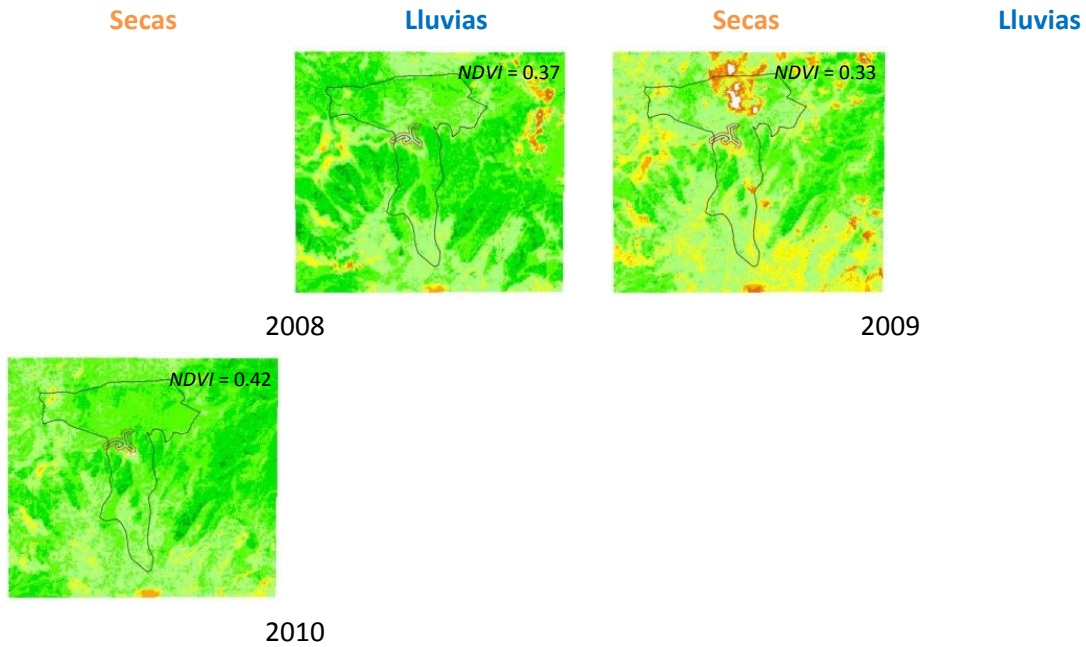 Secas Lluvias Secas Lluvias
NDVI = 0.37 NDVI = 0.33
2008 2009
NDVI = 0.42
2010